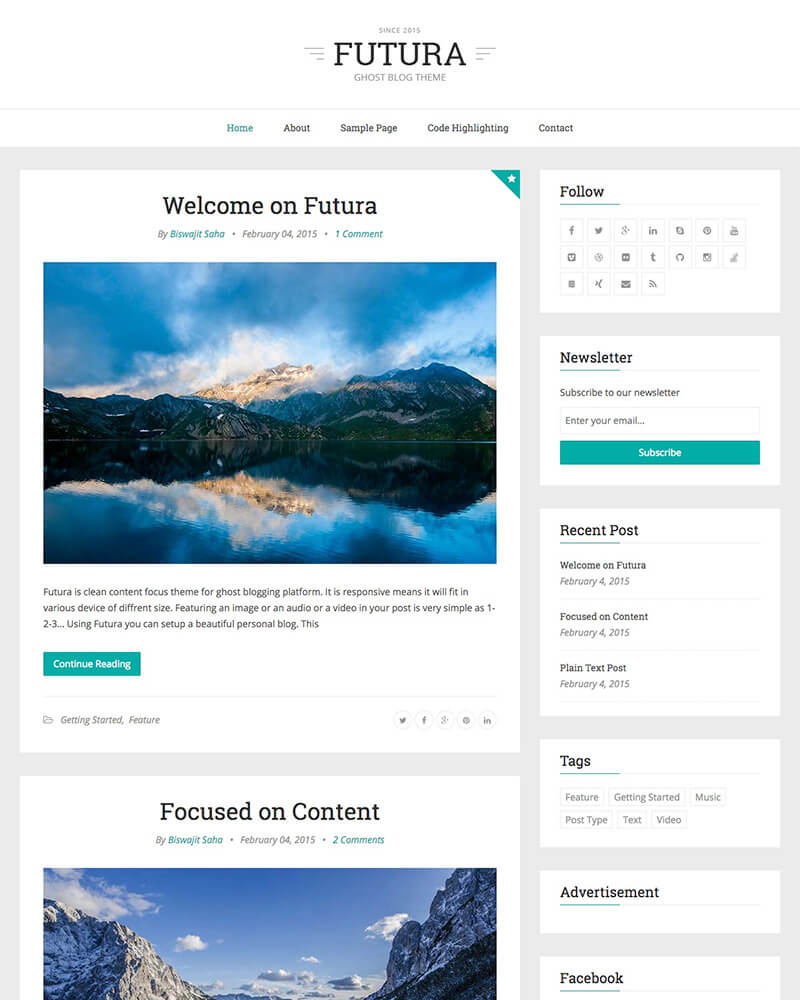 SINCE 2015
FUTURA
GHOST BLOG THEME
Home About Sample Page Code Highlighting Contact
Welcome on Futura
By Biswajit Saha • February 04, 2015 • 1 Comment
Futura is clean content focus theme for ghost blogging platform. It is responsive means it will fit in
various device of diffrent size. Featuring an image or an audio or a video in your post is very simple as 1-
2-3... Using Futura you can setup a beautiful personal blog. This
Continue Reading
Getting Started, Feature
Focused on Content
By Biswajit Saha • February 04, 2015 • 2 Comments
Follow
Newsletter
Subscribe to our newsletter
Enter your email...
Subscribe
Recent Post
Welcome on Futura
February 4, 2015
Focused on Content
February 4, 2015
Plain Text Post
February 4, 2015
Tags
Feature Getting Started Music
Post Type Text Video
Advertisement
Facebook